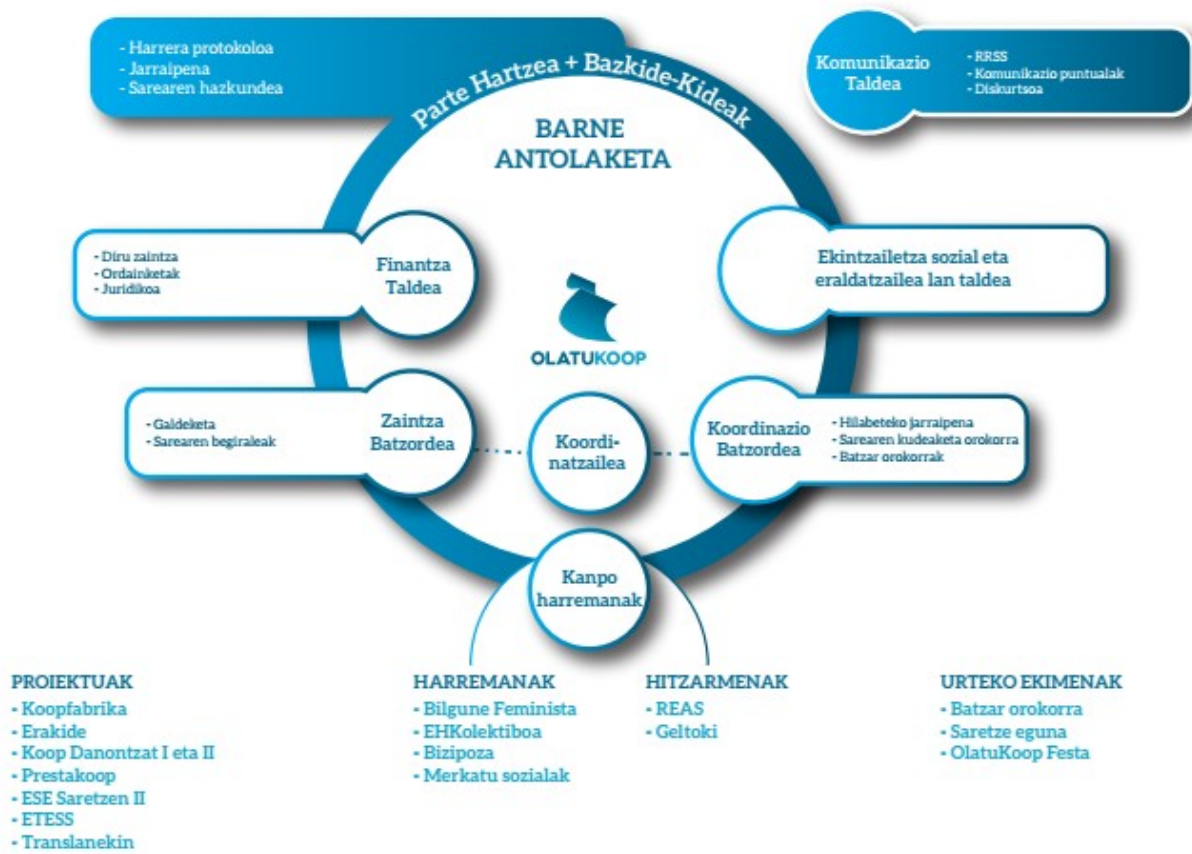 - Harrera protokoloa
- Jarraipena
- Sarearen hazkundea
Parte Hartzea + Bazkide-Kideak
Komunikazio
Taldea
- RRSS
- Komunikazio puntualak
- Diskurtsoa
BARNE
ANTOLAKETA
- Diru zaintza
- Ordainketak
- Juridikoa
Finantza
Taldea
Ekintzailetza sozial eta
eraldatzailea lan taldea
OLATUKOOP
- Galdeketa
- Sarearen begiraleak
Zaintza
Batzordea
Koordi-
natzailea
Koordinazio
Batzordea
- Hilabeteko jarraipena
- Sarearen kudeaketa orokorra
- Batzar orokorrak
Kanpo
harremanak
PROIEKTUAK
- Koopfabrika
- Erakide
- Koop Danontzat I eta II
- Prestakoop
- ESE Saretzen II
- ETESS
- Translanekin
HARREMANAK
- Bilgune Feminista
- EHKolektiboa
- Bizipoza
- Merkatu sozialak
HITZARMENAK
- REAS
- Geltoki
URTEKO EKIMENAK
- Batzar orokorra
- Saretze eguna
- OlatuKoop Festa